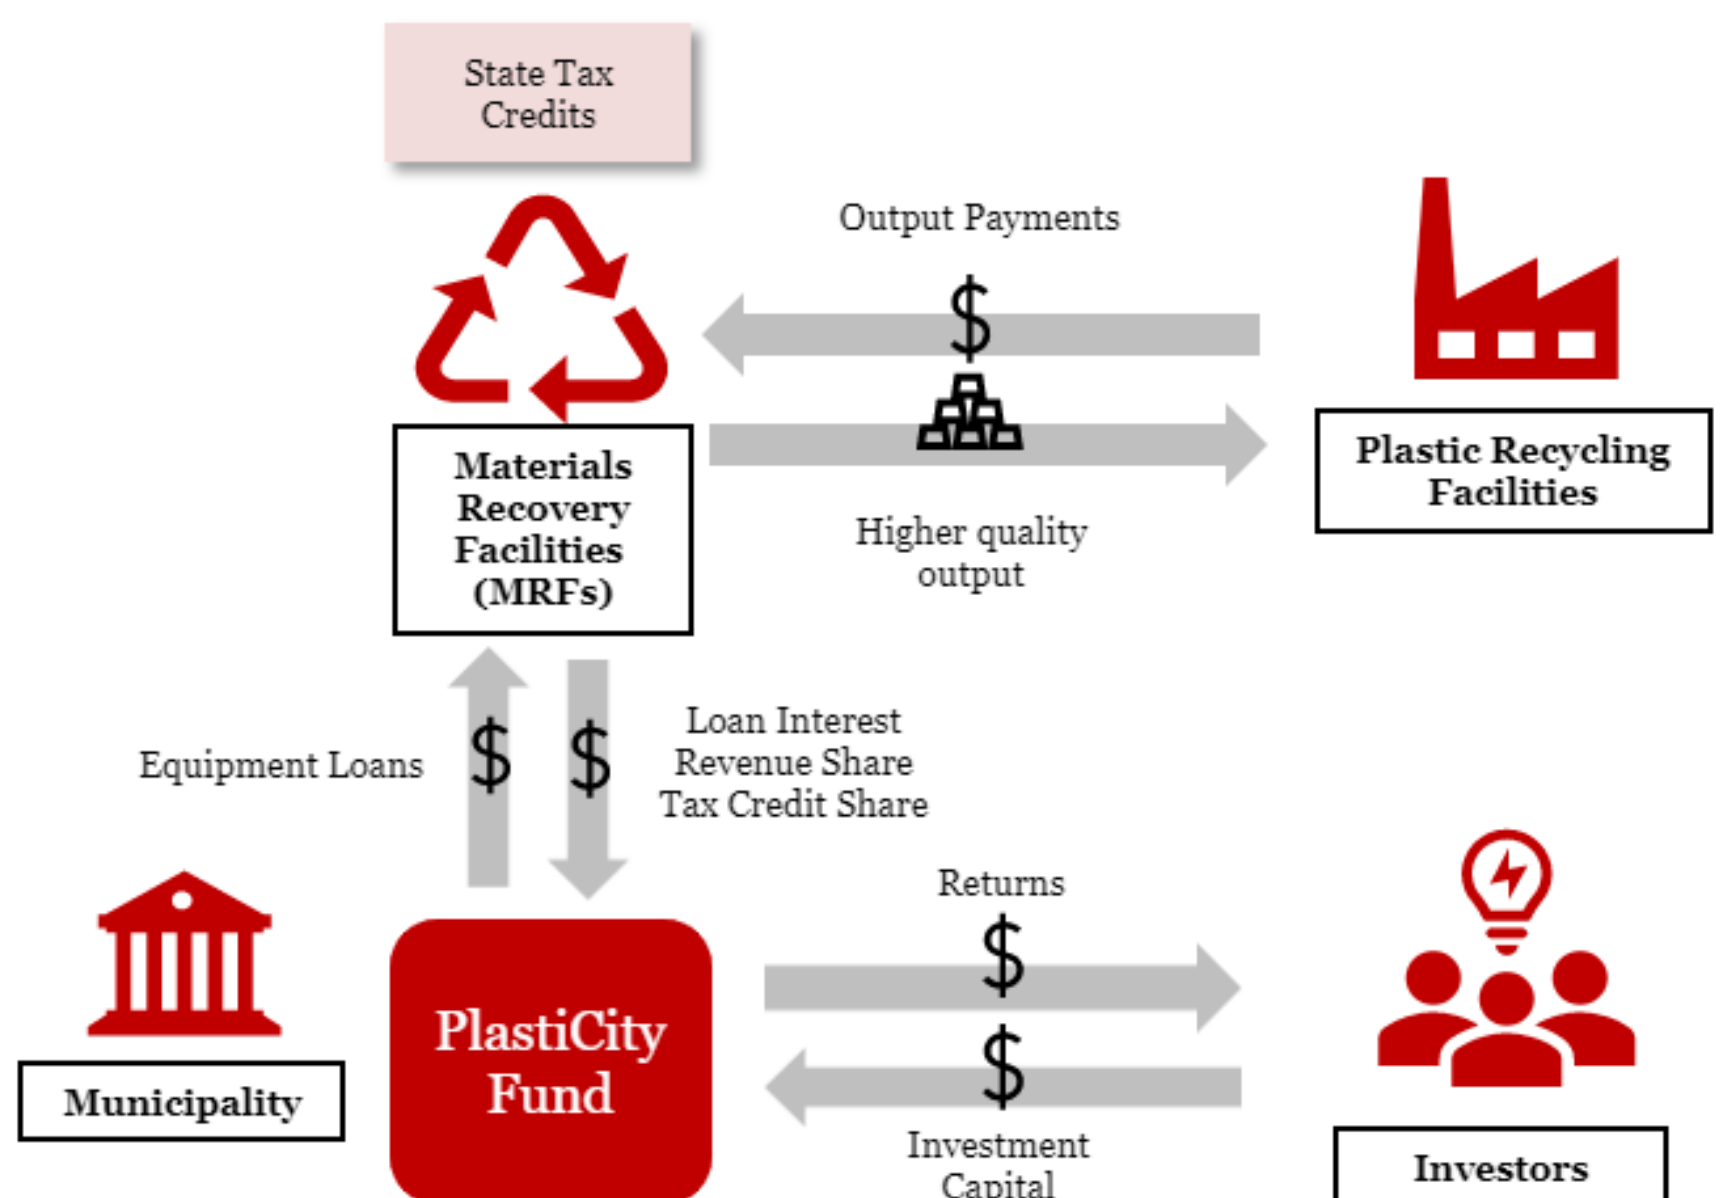 State Tax
Credits
Output Payments
$
Materials
Recovery
Facilities
(MRFs)
Plastic Recycling
Facilities
Higher quality
output
Equipment Loans
$
$
Loan Interest
Revenue Share
Tax Credit Share
Returns
$
Municipality
PlastiCity
Fund
$
Investment
Capital
Investors